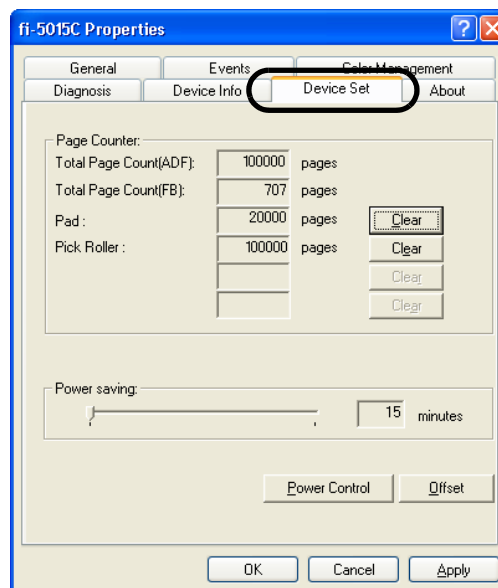 fi-5015C Properties
General Events Color Management
Diagnosis Device Info Device Set About
Page Counter:
Total Page Count(ADF): 100000 pages
Total Page Count(FB): 707 pages
Pad : 20000 pages Clear
Pick Roller : 100000 pages Clear
Clear
Clear
Power saving:
15 minutes
Power Control Offset
OK Cancel Apply